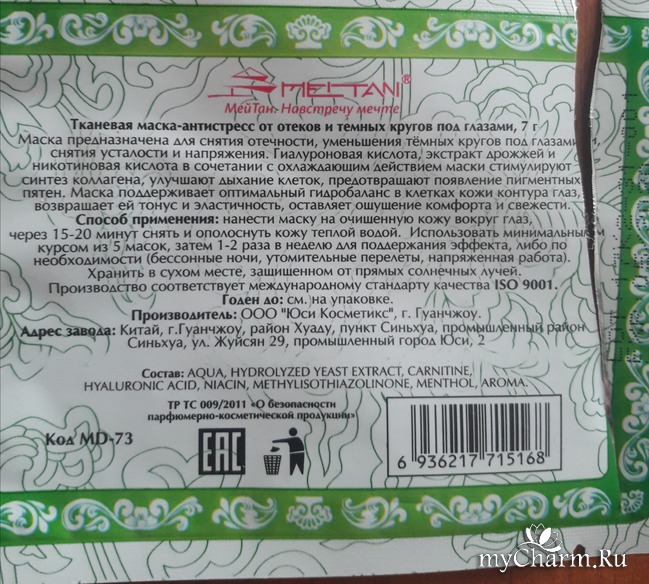 MEITAN®
МейТан. Навстречу мечте
Тканевая маска-антистресс от отеков и темных кругов под глазами, 7 г
Маска предназначена для снятия отечности, уменьшения тёмных кругов под глазами,
снятия усталости и напряжения. Гиалуроновая кислота, экстракт дрожжей и
никотиновая кислота в сочетании с охлаждающим действием маски стимулируют
синтез коллагена, улучшают дыхание клеток, предотвращают появление пигментных
пятен. Маска поддерживает оптимальный гидробаланс в клетках кожи контура глаз,
возвращает ей тонус и эластичность, оставляет ощущение комфорта и свежести.
Способ применения: нанести маску на очищенную кожу вокруг глаз,
через 15-20 минут снять и ополоснуть кожу теплой водой. Использовать минимальным
курсом из 5 масок, затем 1-2 раза в неделю для поддержания эффекта, либо по
необходимости (бессонные ночи, утомительные перелеты, напряженная работа).
Хранить в сухом месте, защищенном от прямых солнечных лучей.
Производство соответствует международному стандарту качества ISO 9001.
Годен до: см. на упаковке.
Производитель: ООО "Юси Косметикс", г. Гуанчжоу.
Адрес завода: Китай, г.Гуанчжоу, район Хуаду, пункт Синьхуа, промышленный район
Синьхуа, ул. Жуйсян 29, промышленный город Юси, 2
Состав: AQUA, HYDROLYZED YEAST EXTRACT, CARNITINE,
HYALURONIC ACID, NIACIN, METHYLISOTHIAZOLINONE, MENTHOL, AROMA.
ТР ТС 009/2011 «О безопасности
парфюмерно-косметической продукции»
Код MD-73
EAC
6 936217 715168
myCharm.Ru